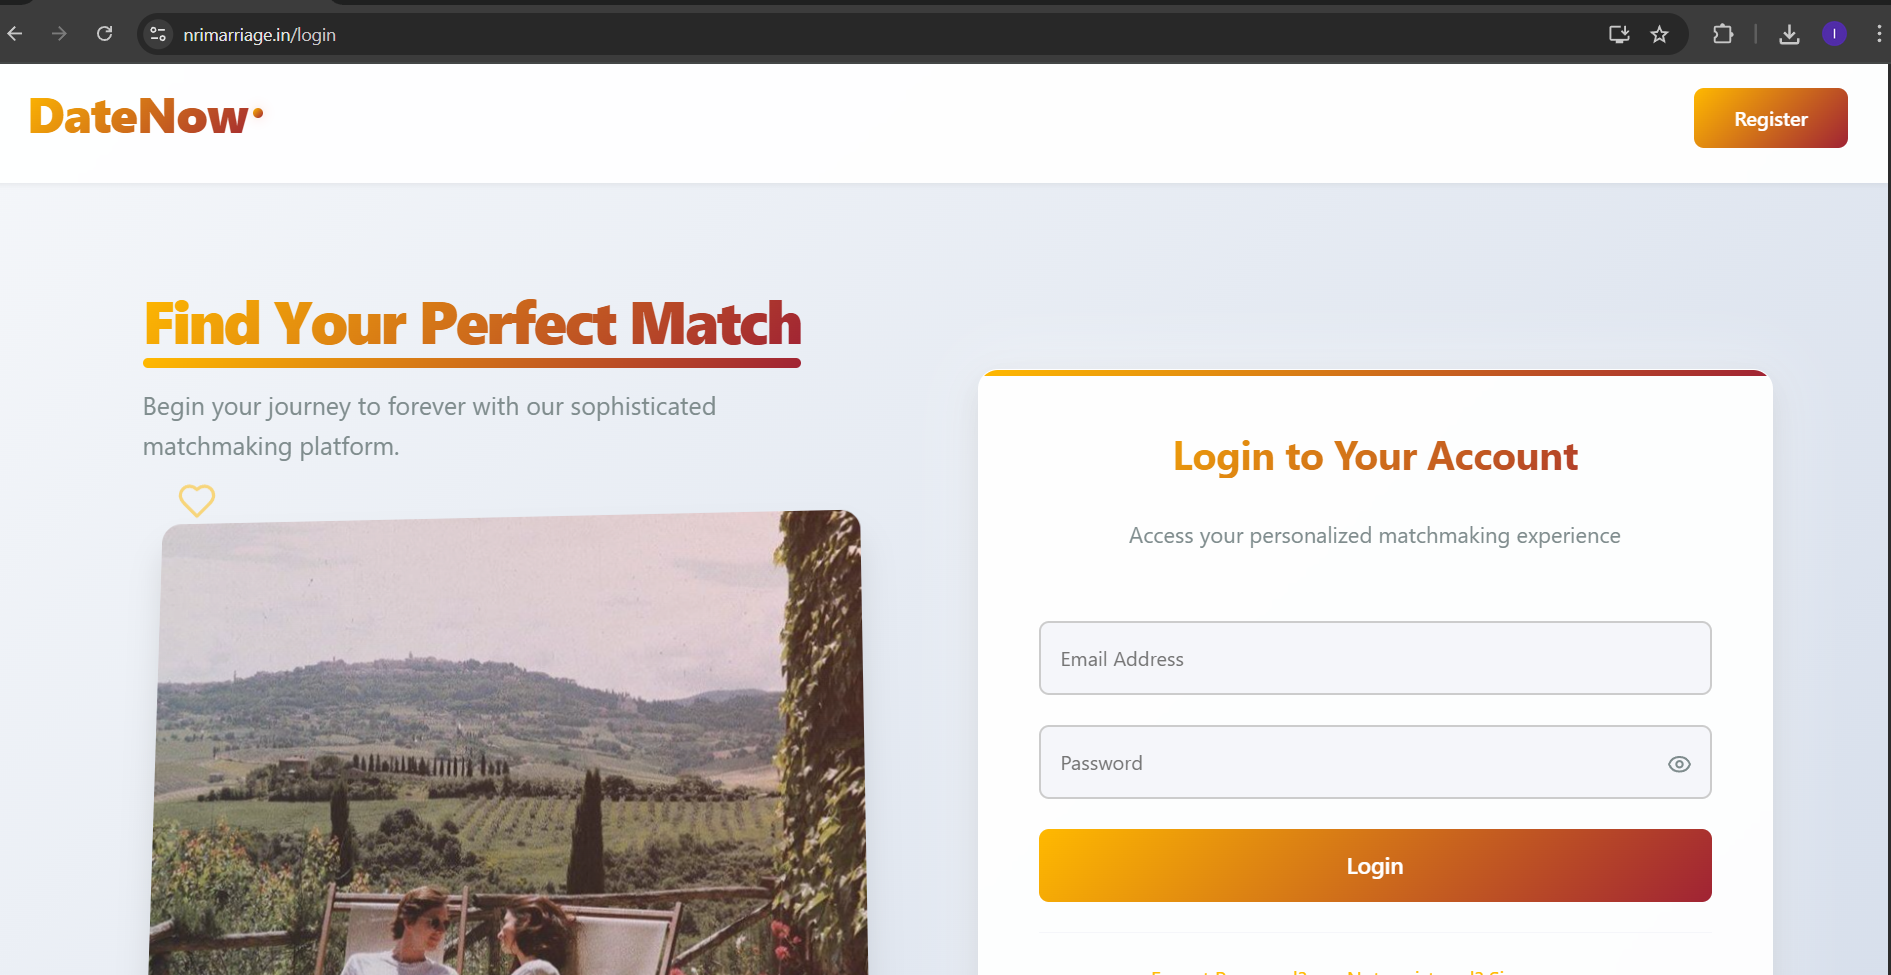 nrimarriage.in/login
I
DateNow
Register
Find Your Perfect Match
Begin your journey to forever with our sophisticated
matchmaking platform.
Login to Your Account
Access your personalized matchmaking experience
Email Address
Password
Login